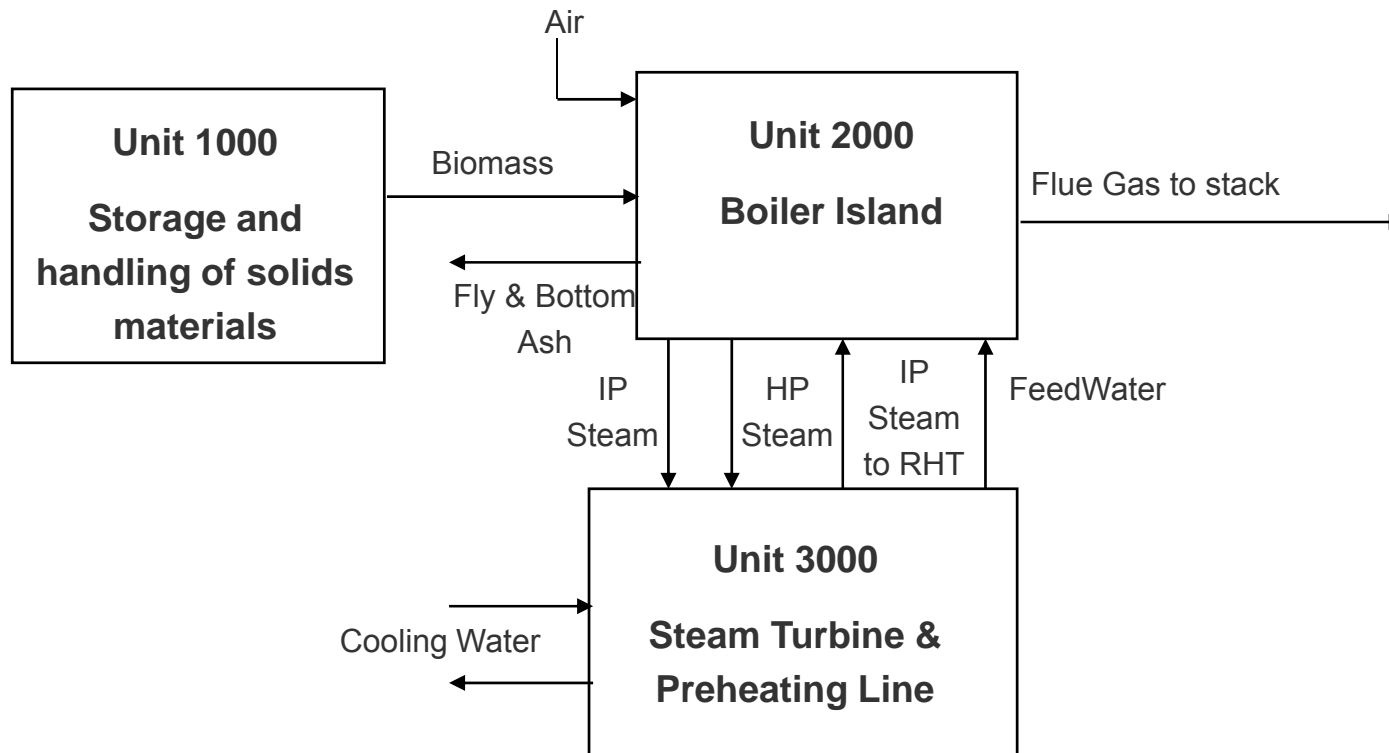 Air
Unit 1000
Storage and
handling of solids
materials
Biomass
Unit 2000
Boiler Island
Flue Gas to stack
Fly & Bottom
Ash
IP
Steam
HP
Steam
IP
Steam
to RHT
FeedWater
Unit 3000
Steam Turbine &
Preheating Line
Cooling Water